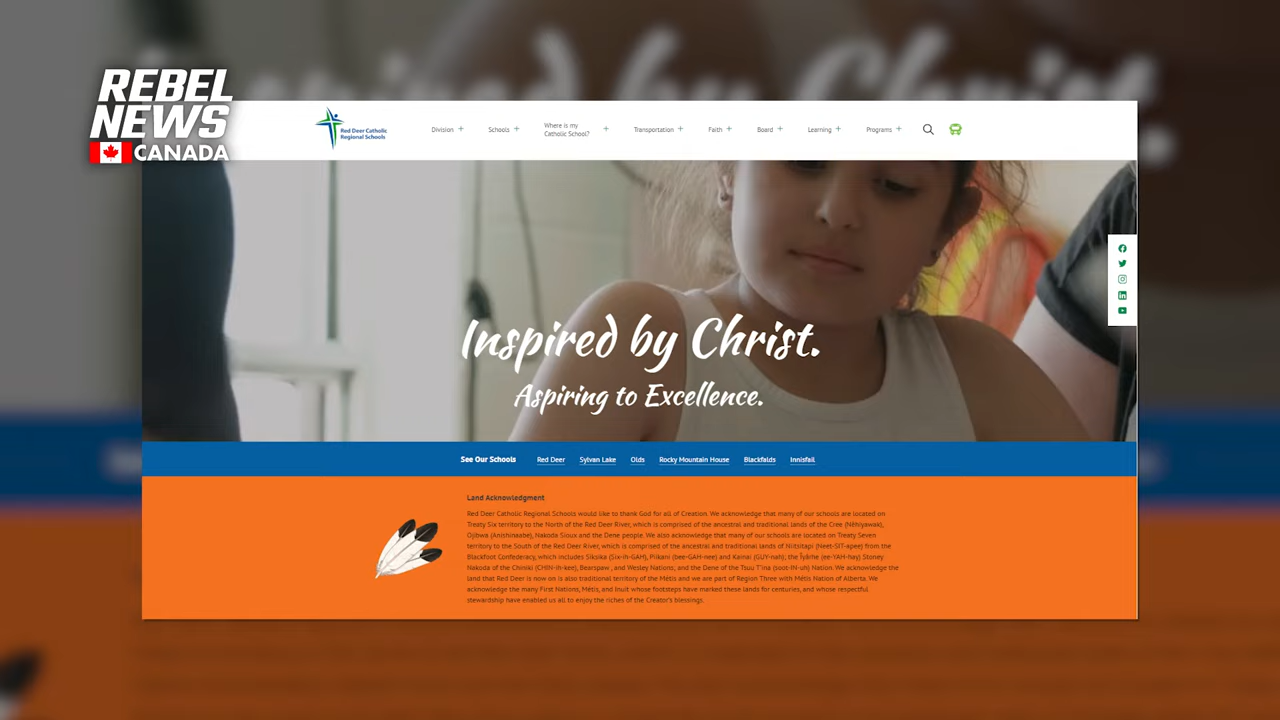 REBEL
NEWS
CANADA
Red Deer Catholic
Regional Schools
Division +
Schools +
Where is my
Catholic School? +
Transportation +
Faith +
Board +
Learning +
Programs +
Inspired by Christ.
Aspiring to Excellence.
See Our Schools Red Deer Sylvan Lake Olds Rocky Mountain House Blackfalds Innisfail
Land Acknowledgment
Red Deer Catholic Regional Schools would like to thank God for all of Creation. We acknowledge that many of our schools are located on
Treaty Six territory to the North of the Red Deer River, which is comprised of the ancestral and traditional lands of the Cree (Nêhiyawak),
Ojibwa (Anishinaabe), Nakoda Sioux and the Dene people. We also acknowledge that many of our schools are located on Treaty Seven
territory to the South of the Red Deer River, which is comprised of the ancestral and traditional lands of Niitsitapi (Neet-SIT-apee) from the
Blackfoot Confederacy, which includes Siksika (Six-ih-GAH), Piikani (bee-GAH-nee) and Kainai (GUY-nah); the Îyârhe (ee-YAH-hey) Stoney
Nakoda of the Chiniki (CHIN-ih-kee), Bearspaw , and Wesley Nations; and the Dene of the Tsuu T'ina (soot-IN-uh) Nation. We acknowledge the
land that Red Deer is now on is also traditional territory of the Métis and we are part of Region Three with Métis Nation of Alberta. We
acknowledge the many First Nations, Métis, and Inuit whose footsteps have marked these lands for centuries, and whose respectful
stewardship have enabled us all to enjoy the riches of the Creator's blessings.